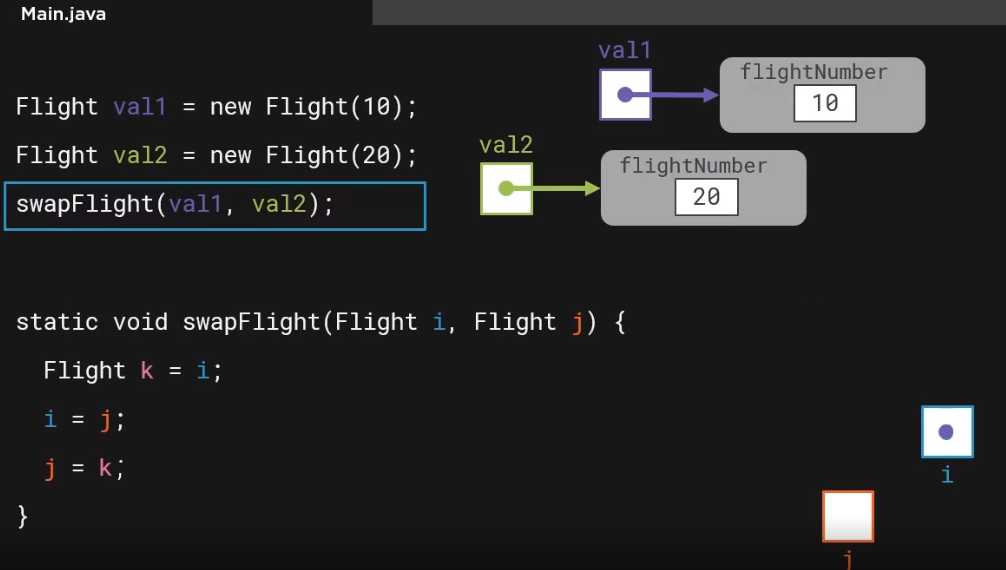 Main.java
val1
flightNumber
10
Flight val1 = new Flight(10);
val2
Flight val2 = new Flight(20);
flightNumber
20
swapFlight(val1, val2);
static void swapFlight(Flight i, Flight j) {
Flight k = i;
i = j;
j = k;
}
i
j